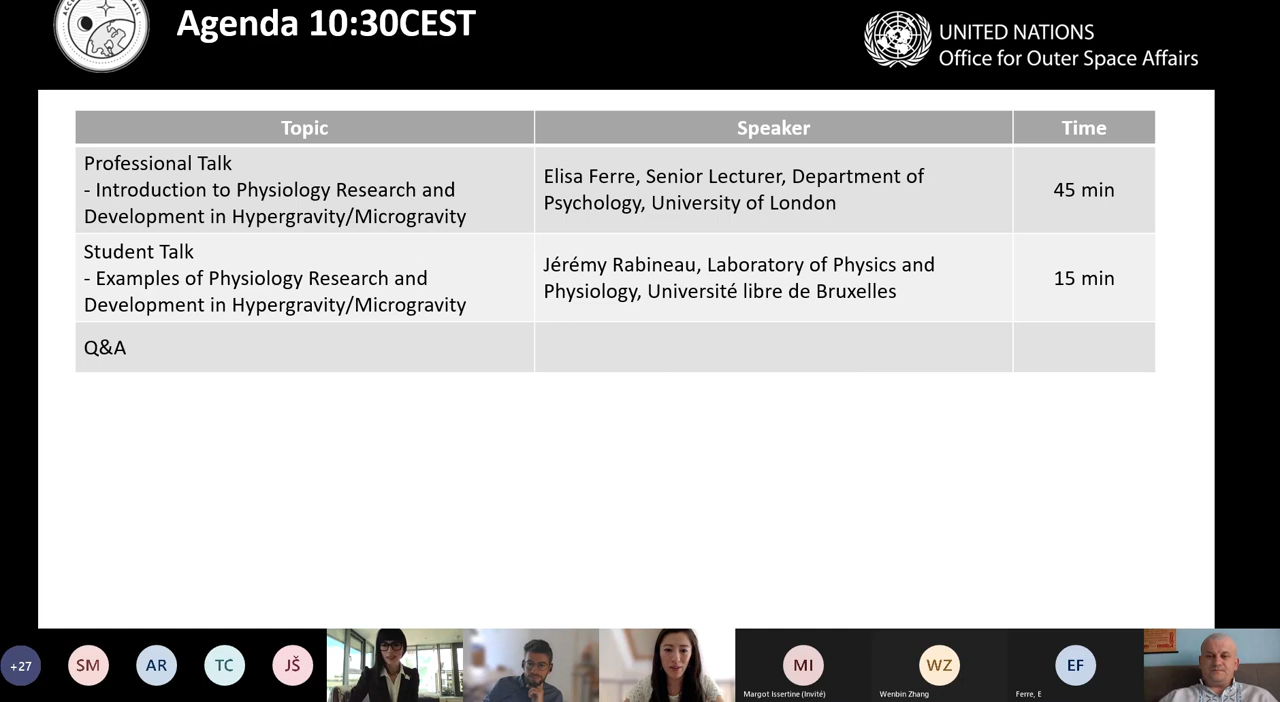 Agenda 10:30CEST
UNITED NATIONS
Office for Outer Space Affairs
Topic
Speaker
Time
Professional Talk
- Introduction to Physiology Research and
Development in Hypergravity/Microgravity
Elisa Ferre, Senior Lecturer, Department of
Psychology, University of London
45 min
Student Talk
- Examples of Physiology Research and
Development in Hypergravity/Microgravity
Jérémy Rabineau, Laboratory of Physics and
Physiology, Université libre de Bruxelles
15 min
Q&A
+27
SM
AR
TC
JŠ
MI
Margot Issertine (Invité)
WZ
Wenbin Zhang
EF
Ferre, E